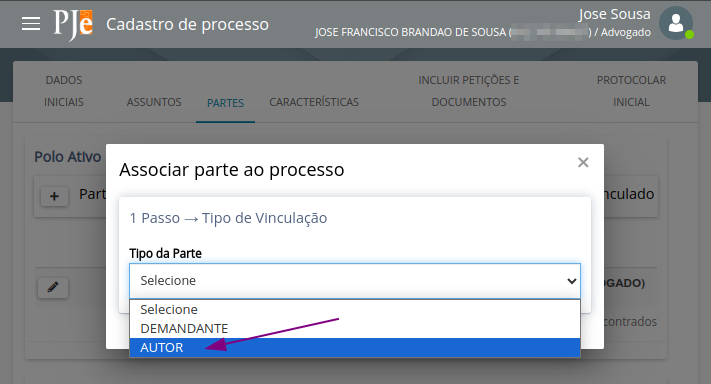 PJe
Cadastro de processo
Jose Sousa
JOSE FRANCISCO BRANDAO DE SOUSA ( ) / Advogado
DADOS INICIAIS
ASSUNTOS
PARTES
CARACTERÍSTICAS
INCLUIR PETIÇÕES E DOCUMENTOS
PROTOCOLAR INICIAL
Polo Ativo
Associar parte ao processo
×
+ Part
nculado
1 Passo → Tipo de Vinculação
Tipo da Parte
Selecione
OGADO)
Selecione
DEMANDANTE
contrados
AUTOR